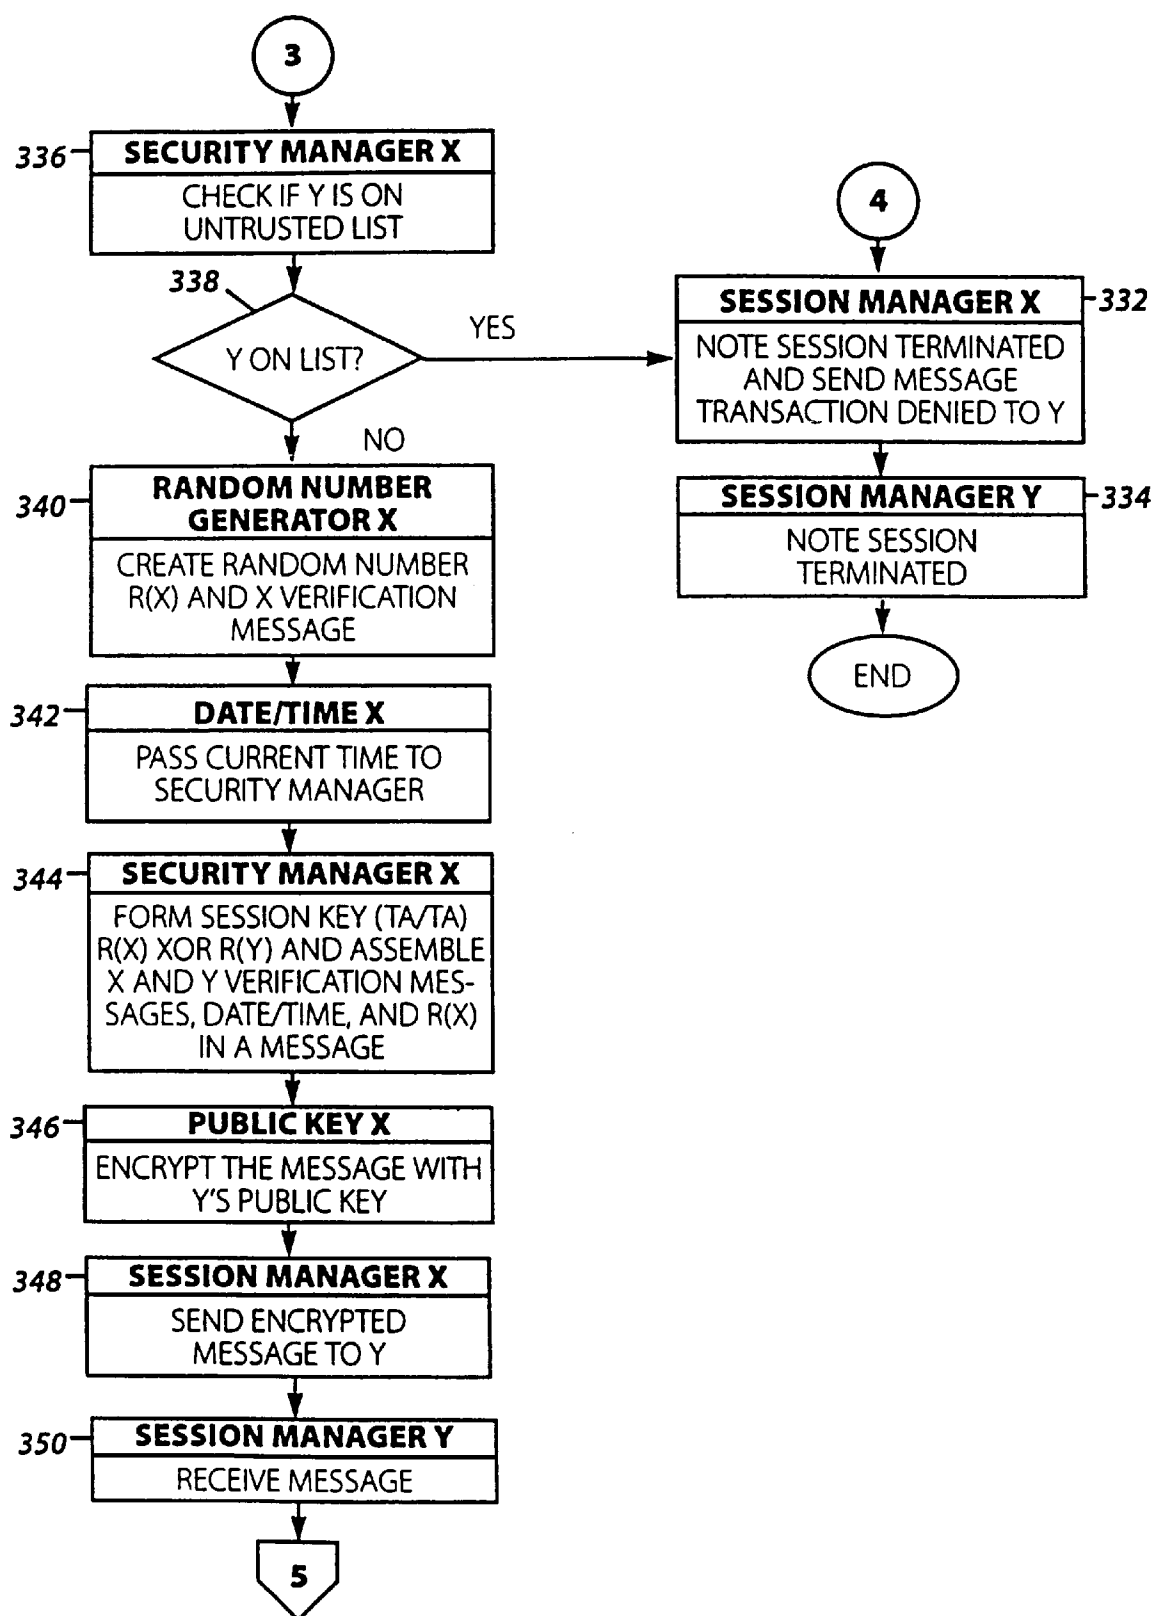 3
336
SECURITY MANAGER X
CHECK IF Y IS ON
UNTRUSTED LIST
338
Y ON LIST?
YES
NO
4
SESSION MANAGER X
332
NOTE SESSION TERMINATED
AND SEND MESSAGE
TRANSACTION DENIED TO Y
SESSION MANAGER Y
334
NOTE SESSION
TERMINATED
END
340
RANDOM NUMBER
GENERATOR X
CREATE RANDOM NUMBER
R(X) AND X VERIFICATION
MESSAGE
342
DATE/TIME X
PASS CURRENT TIME TO
SECURITY MANAGER
344
SECURITY MANAGER X
FORM SESSION KEY (TA/TA)
R(X) XOR R(Y) AND ASSEMBLE
X AND Y VERIFICATION MES-
SAGES, DATE/TIME, AND R(X)
IN A MESSAGE
346
PUBLIC KEY X
ENCRYPT THE MESSAGE WITH
Y'S PUBLIC KEY
348
SESSION MANAGER X
SEND ENCRYPTED
MESSAGE TO Y
350
SESSION MANAGER Y
RECEIVE MESSAGE
5